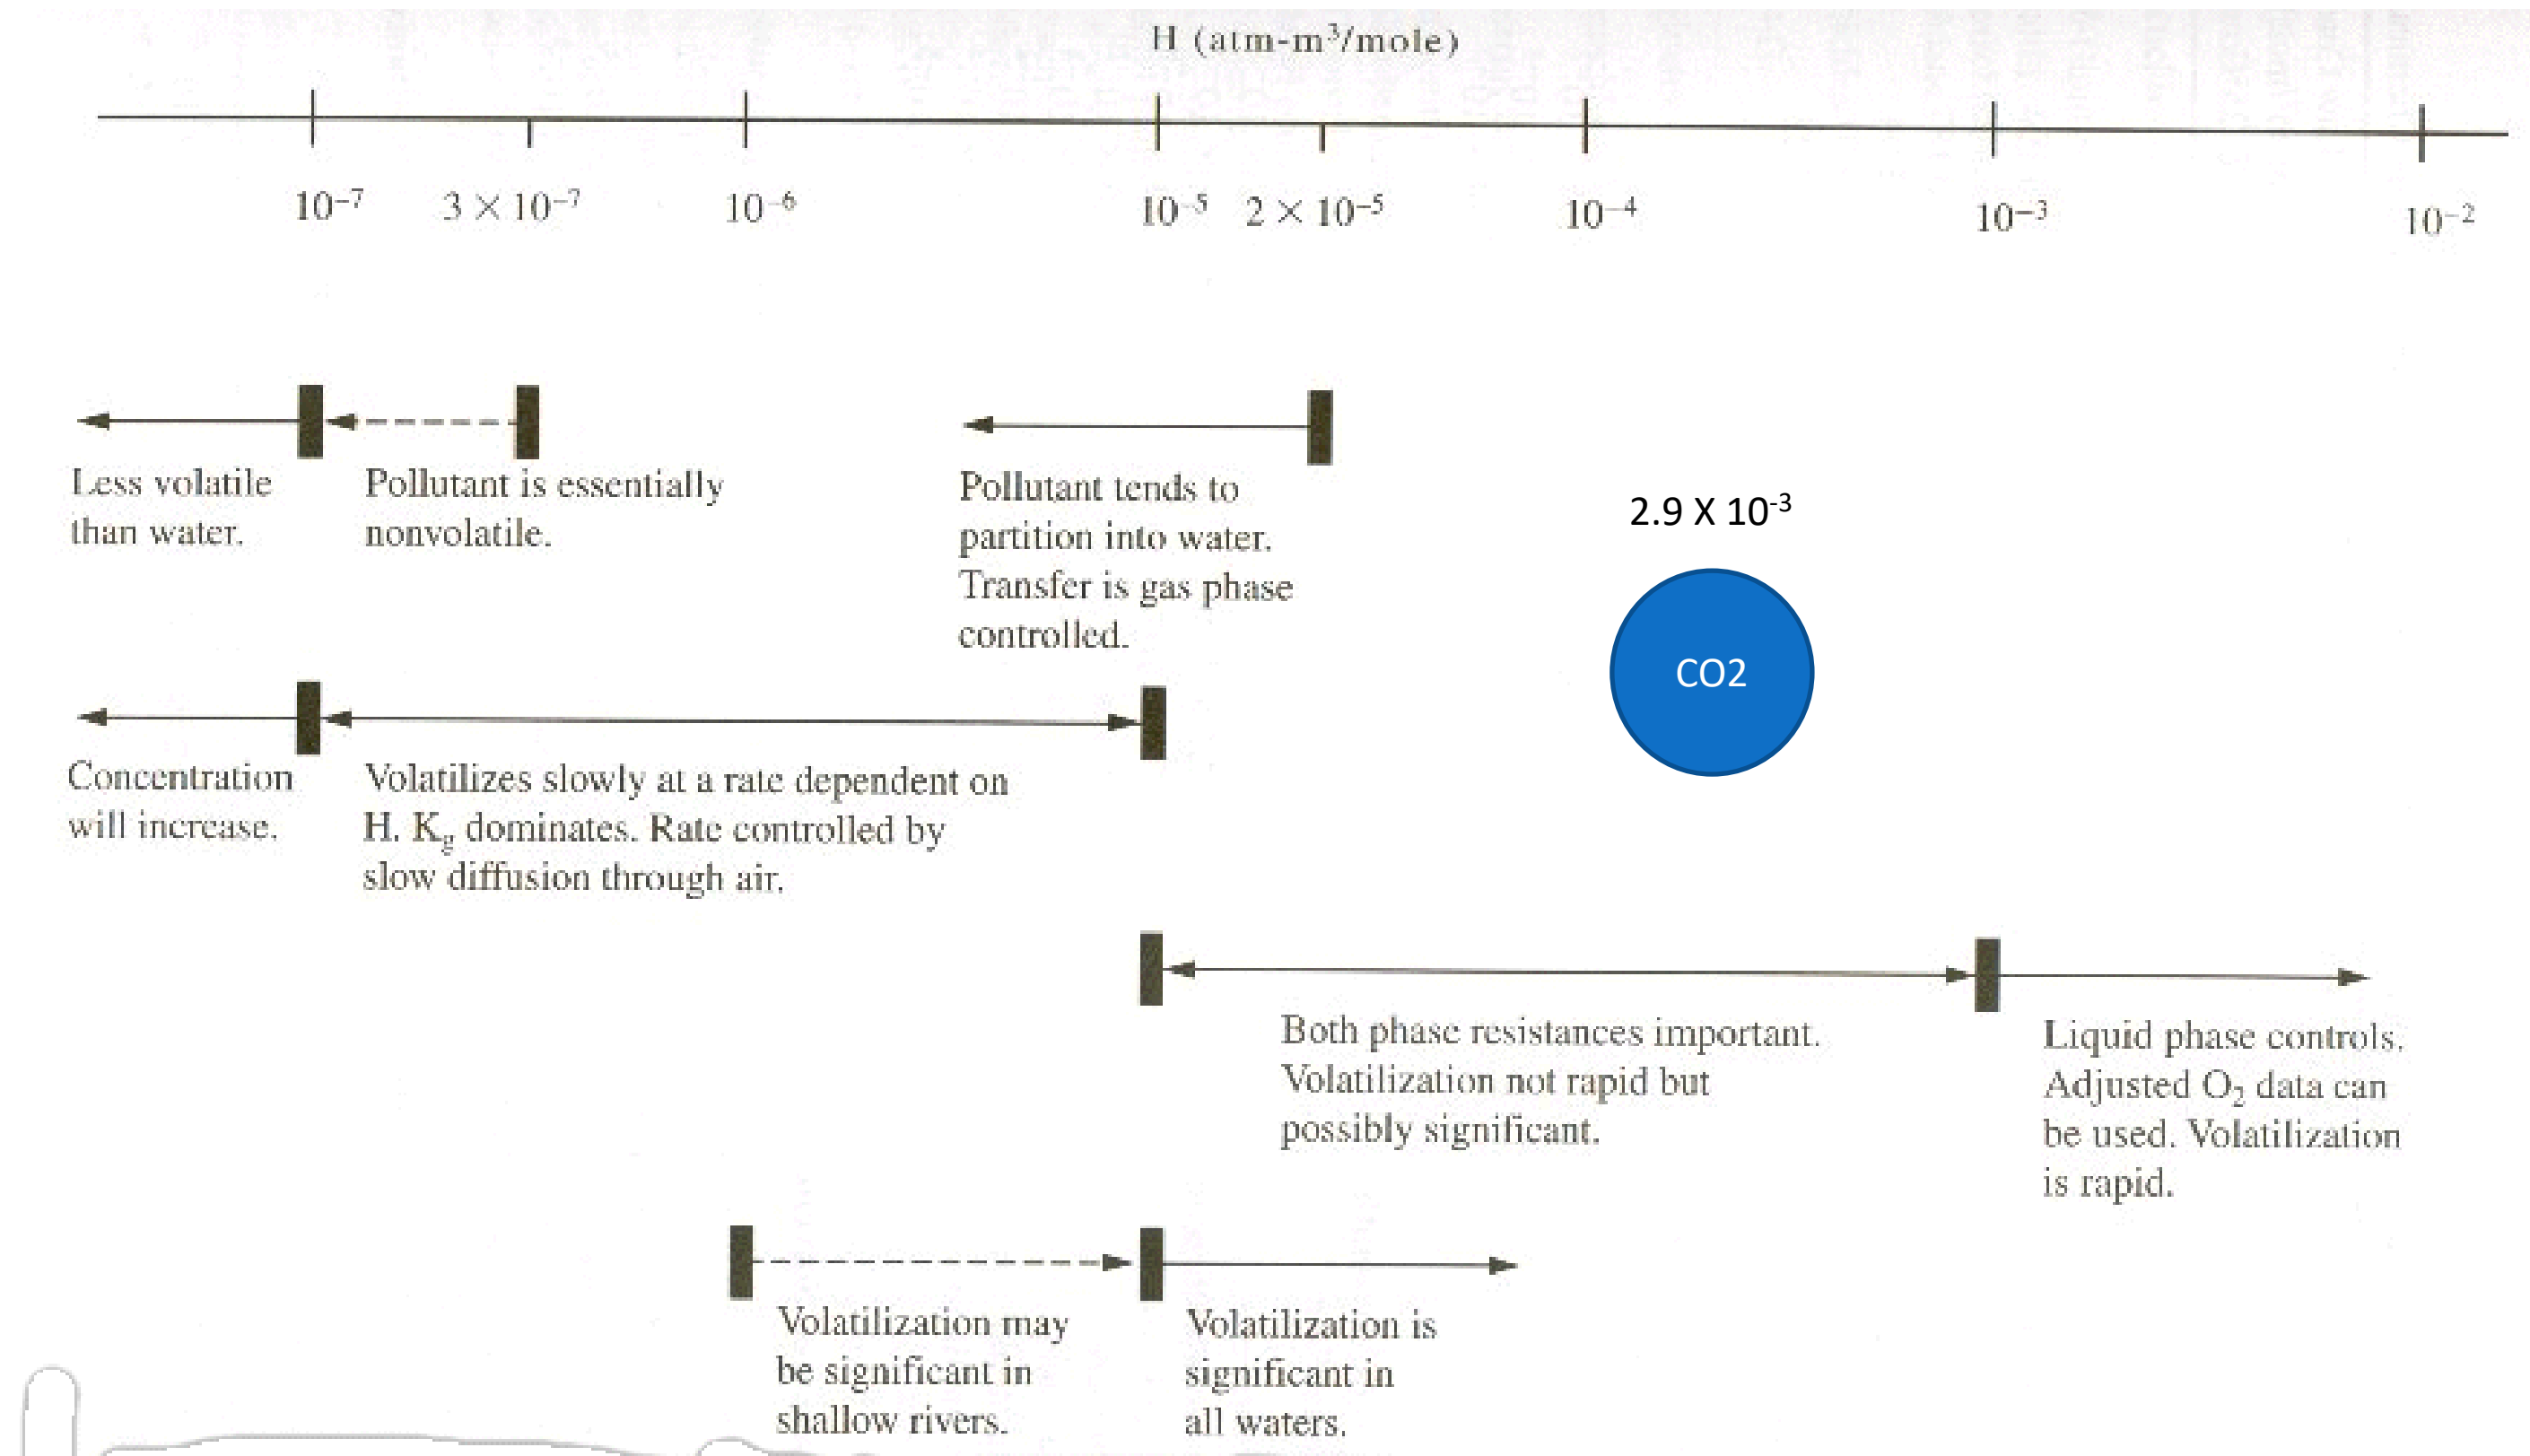 H (atm-m³/mole)
10⁻⁷ 3 × 10⁻⁷ 10⁻⁶ 10⁻⁵ 2 × 10⁻⁵ 10⁻⁴ 10⁻³ 10⁻²
Less volatile
than water.
Pollutant is essentially
nonvolatile.
Pollutant tends to
partition into water.
Transfer is gas phase
controlled.
2.9 X 10⁻³
CO2
Concentration
will increase.
Volatilizes slowly at a rate dependent on
H. K_g dominates. Rate controlled by
slow diffusion through air.
Both phase resistances important.
Volatilization not rapid but
possibly significant.
Liquid phase controls.
Adjusted O₂ data can
be used. Volatilization
is rapid.
Volatilization may
be significant in
shallow rivers.
Volatilization is
significant in
all waters.